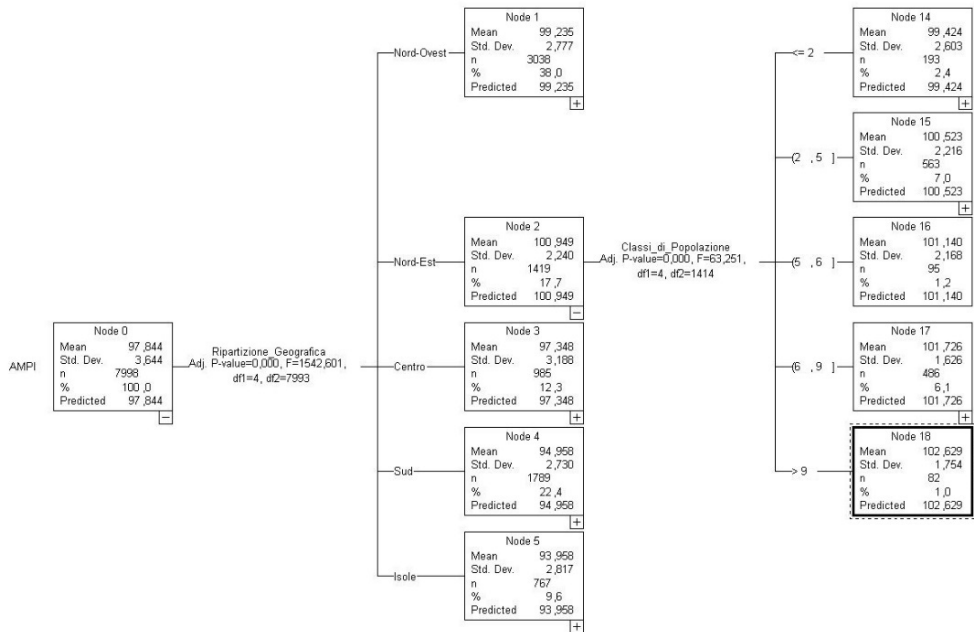 AMPI
Node 0
Mean 97 ,844
Std. Dev. 3 ,644
n 7998
% 100 ,0
Predicted 97 ,844
−
Ripartizione_Geografica
Adj. P-value=0,000, F=1542,601,
df1=4, df2=7993
Nord-Ovest
Node 1
Mean 99 ,235
Std. Dev. 2 ,777
n 3038
% 38 ,0
Predicted 99 ,235
+
Nord-Est
Node 2
Mean 100 ,949
Std. Dev. 2 ,240
n 1419
% 17 ,7
Predicted 100 ,949
−
Centro
Node 3
Mean 97 ,348
Std. Dev. 3 ,188
n 985
% 12 ,3
Predicted 97 ,348
+
Sud
Node 4
Mean 94 ,958
Std. Dev. 2 ,730
n 1789
% 22 ,4
Predicted 94 ,958
+
Isole
Node 5
Mean 93 ,958
Std. Dev. 2 ,817
n 767
% 9 ,6
Predicted 93 ,958
+
Classi_di_Popolazione
Adj. P-value=0,000, F=63,251,
df1=4, df2=1414
<= 2
Node 14
Mean 99 ,424
Std. Dev. 2 ,603
n 193
% 2 ,4
Predicted 99 ,424
+
(2 , 5 ]
Node 15
Mean 100 ,523
Std. Dev. 2 ,216
n 563
% 7 ,0
Predicted 100 ,523
+
(5 , 6 ]
Node 16
Mean 101 ,140
Std. Dev. 2 ,168
n 95
% 1 ,2
Predicted 101 ,140
(6 , 9 ]
Node 17
Mean 101 ,726
Std. Dev. 1 ,626
n 486
% 6 ,1
Predicted 101 ,726
+
> 9
Node 18
Mean 102 ,629
Std. Dev. 1 ,754
n 82
% 1 ,0
Predicted 102 ,629